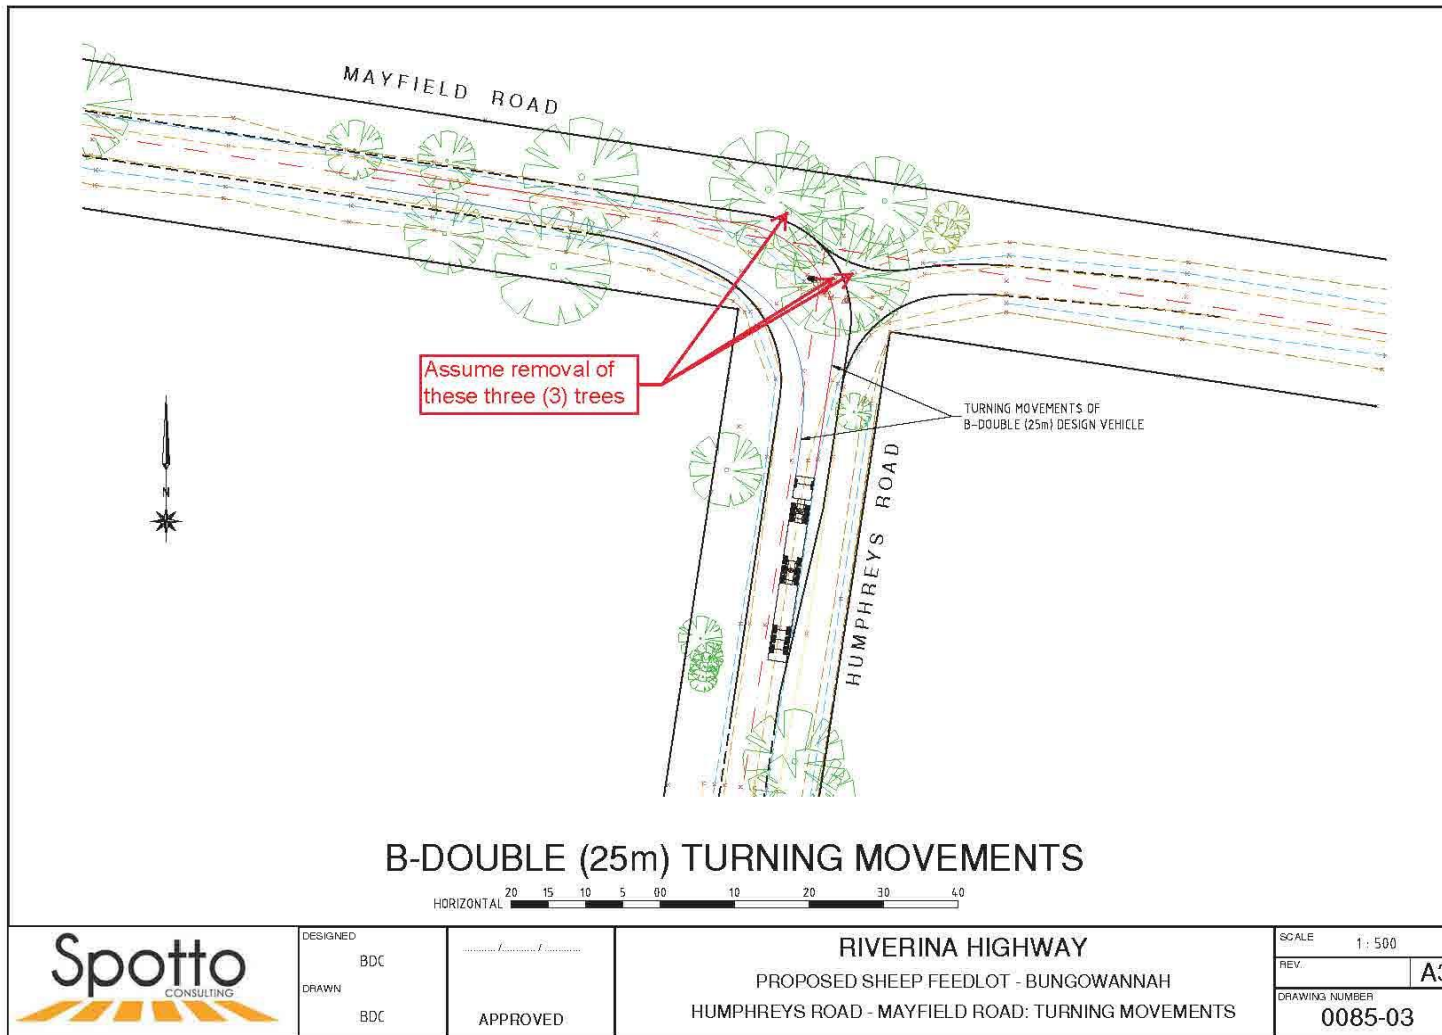 MAYFIELD ROAD
Assume removal of
these three (3) trees
TURNING MOVEMENTS OF
B-DOUBLE (25m) DESIGN VEHICLE
HUMPHREYS ROAD
N
B-DOUBLE (25m) TURNING MOVEMENTS
HORIZONTAL 20 15 10 5 00 10 20 30 40
Spotto
CONSULTING
DESIGNED
BDC
DRAWN
BDC
........../........../..........
APPROVED
RIVERINA HIGHWAY
PROPOSED SHEEP FEEDLOT - BUNGOWANNAH
HUMPHREYS ROAD - MAYFIELD ROAD: TURNING MOVEMENTS
SCALE 1 : 500
REV. A3
DRAWING NUMBER
0085-03